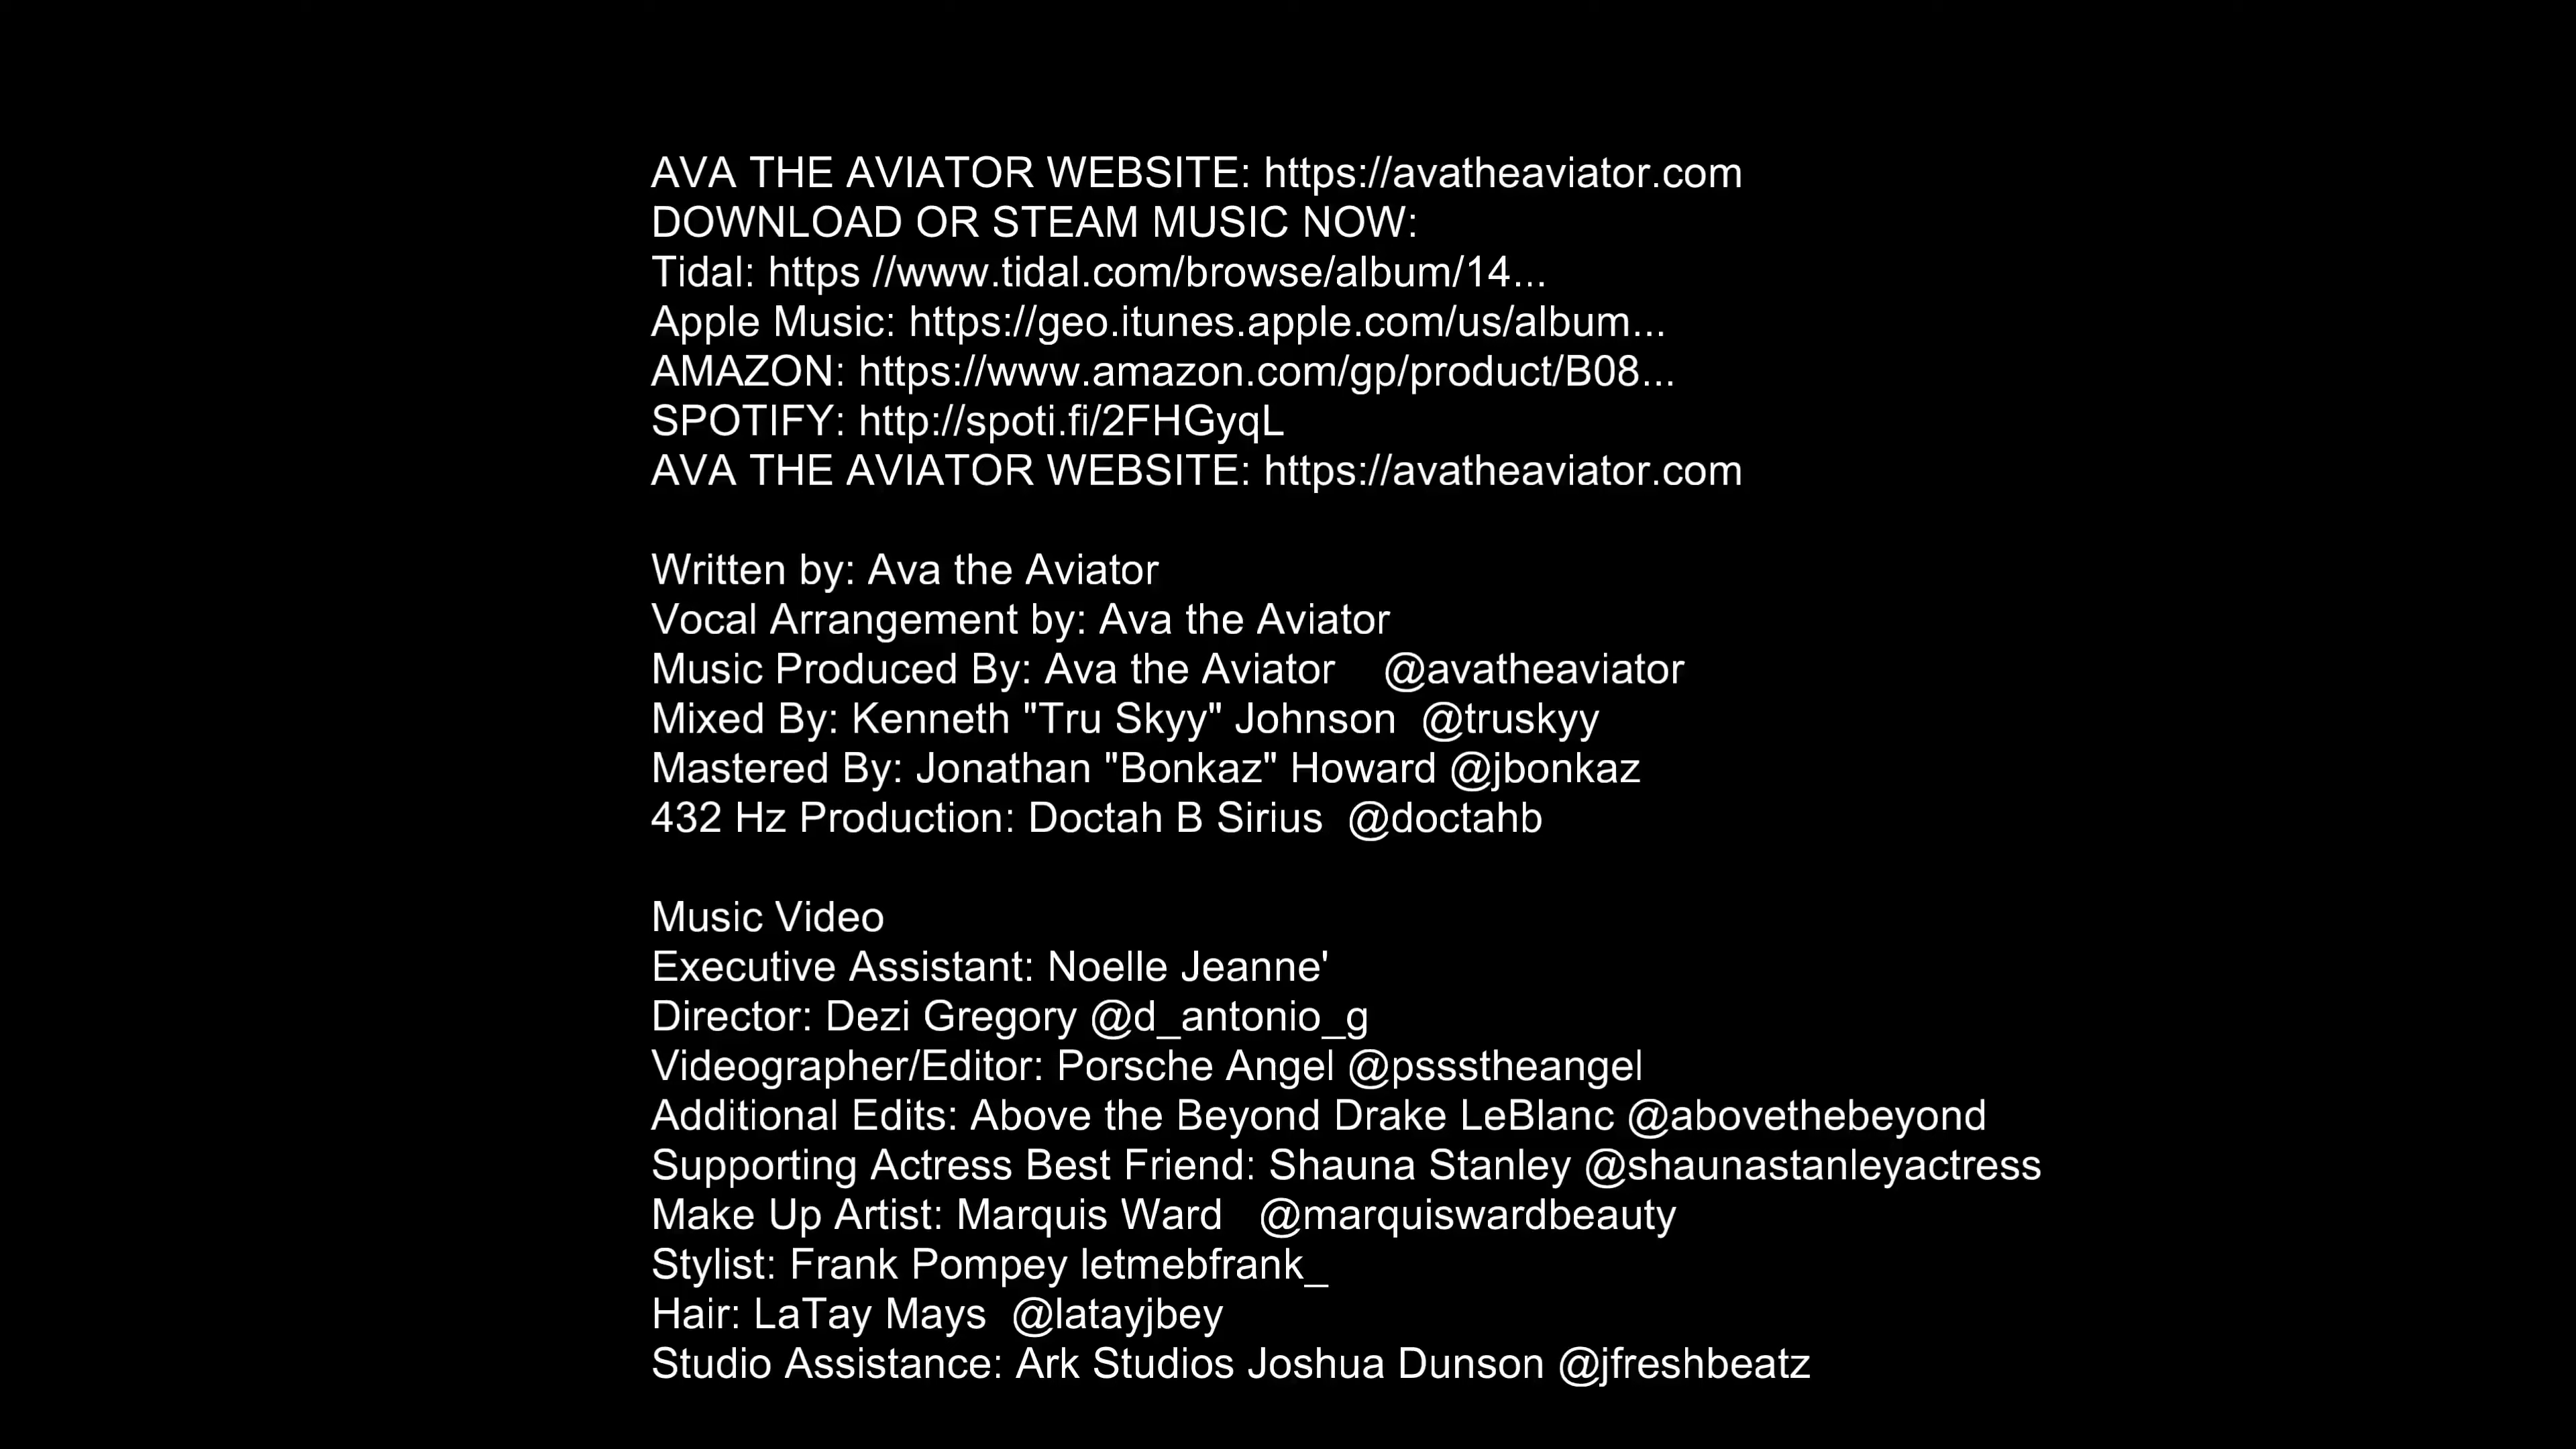 AVA THE AVIATOR WEBSITE: https://avatheaviator.com
DOWNLOAD OR STEAM MUSIC NOW:
Tidal: https //www.tidal.com/browse/album/14...
Apple Music: https://geo.itunes.apple.com/us/album...
AMAZON: https://www.amazon.com/gp/product/B08...
SPOTIFY: http://spoti.fi/2FHGyqL
AVA THE AVIATOR WEBSITE: https://avatheaviator.com
Written by: Ava the Aviator
Vocal Arrangement by: Ava the Aviator
Music Produced By: Ava the Aviator @avatheaviator
Mixed By: Kenneth "Tru Skyy" Johnson @truskyy
Mastered By: Jonathan "Bonkaz" Howard @jbonkaz
432 Hz Production: Doctah B Sirius @doctahb
Music Video
Executive Assistant: Noelle Jeanne'
Director: Dezi Gregory @d_antonio_g
Videographer/Editor: Porsche Angel @pssstheangel
Additional Edits: Above the Beyond Drake LeBlanc @abovethebeyond
Supporting Actress Best Friend: Shauna Stanley @shaunastanleyactress
Make Up Artist: Marquis Ward @marquiswardbeauty
Stylist: Frank Pompey letmebfrank_
Hair: LaTay Mays @latayjbey
Studio Assistance: Ark Studios Joshua Dunson @jfreshbeatz